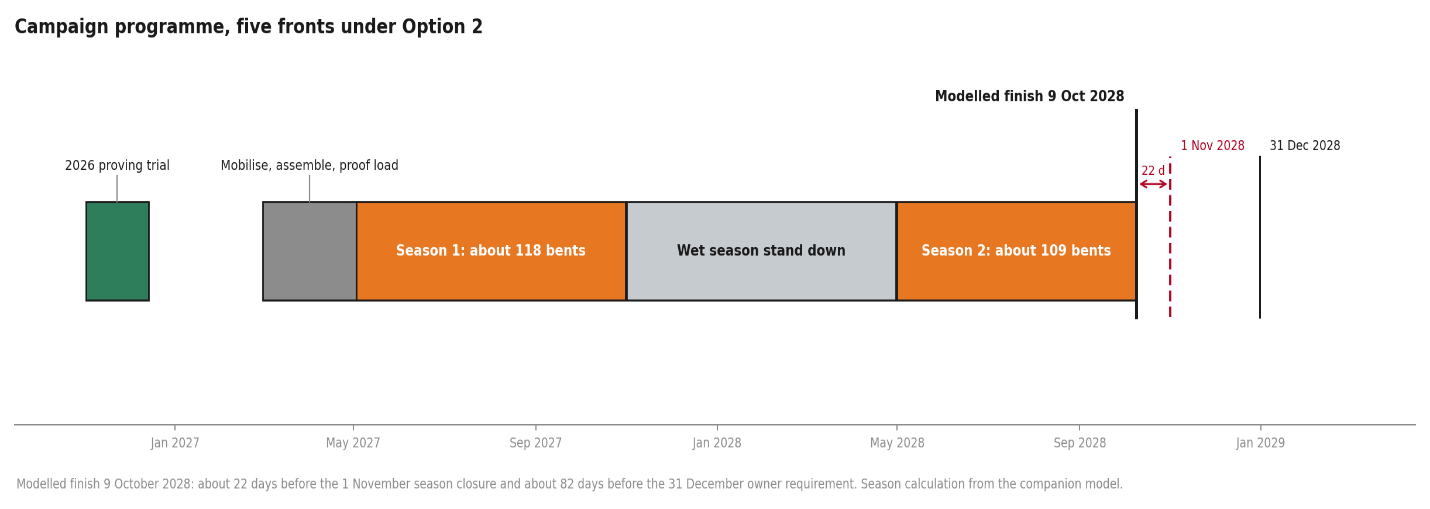 Campaign programme, five fronts under Option 2
Modelled finish 9 Oct 2028
1 Nov 2028
31 Dec 2028
2026 proving trial
Mobilise, assemble, proof load
22 d
Season 1: about 118 bents
Wet season stand down
Season 2: about 109 bents
Jan 2027
May 2027
Sep 2027
Jan 2028
May 2028
Sep 2028
Jan 2029
Modelled finish 9 October 2028: about 22 days before the 1 November season closure and about 82 days before the 31 December owner requirement. Season calculation from the companion model.